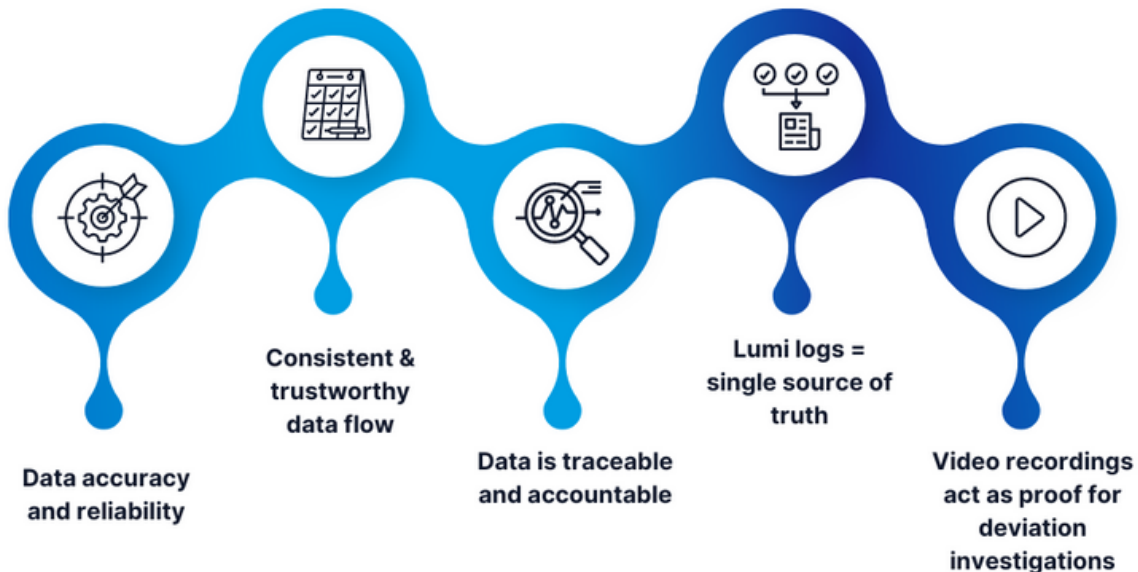 Data accuracy
and reliability
Consistent &
trustworthy
data flow
Data is traceable
and accountable
Lumi logs =
single source of
truth
Video recordings
act as proof for
deviation
investigations